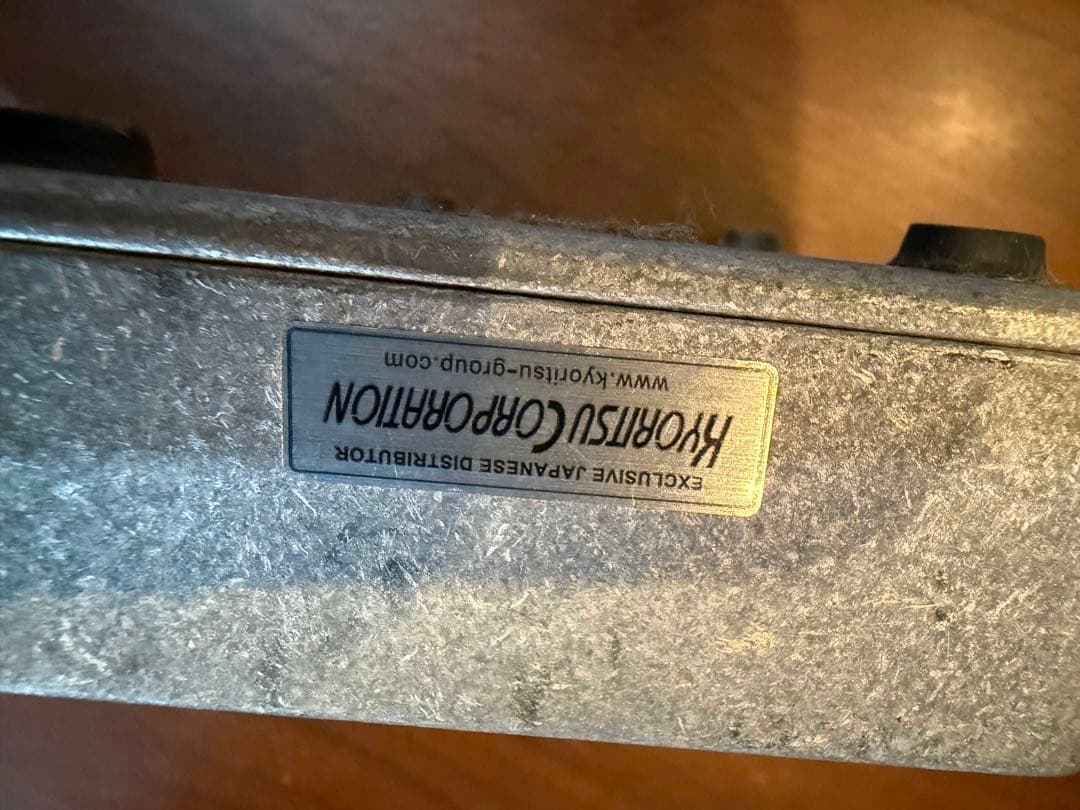 EXCLUSIVE JAPANESE DISTRIBUTOR
KYORITSU CORPORATION
www.kyoritsu-group.com